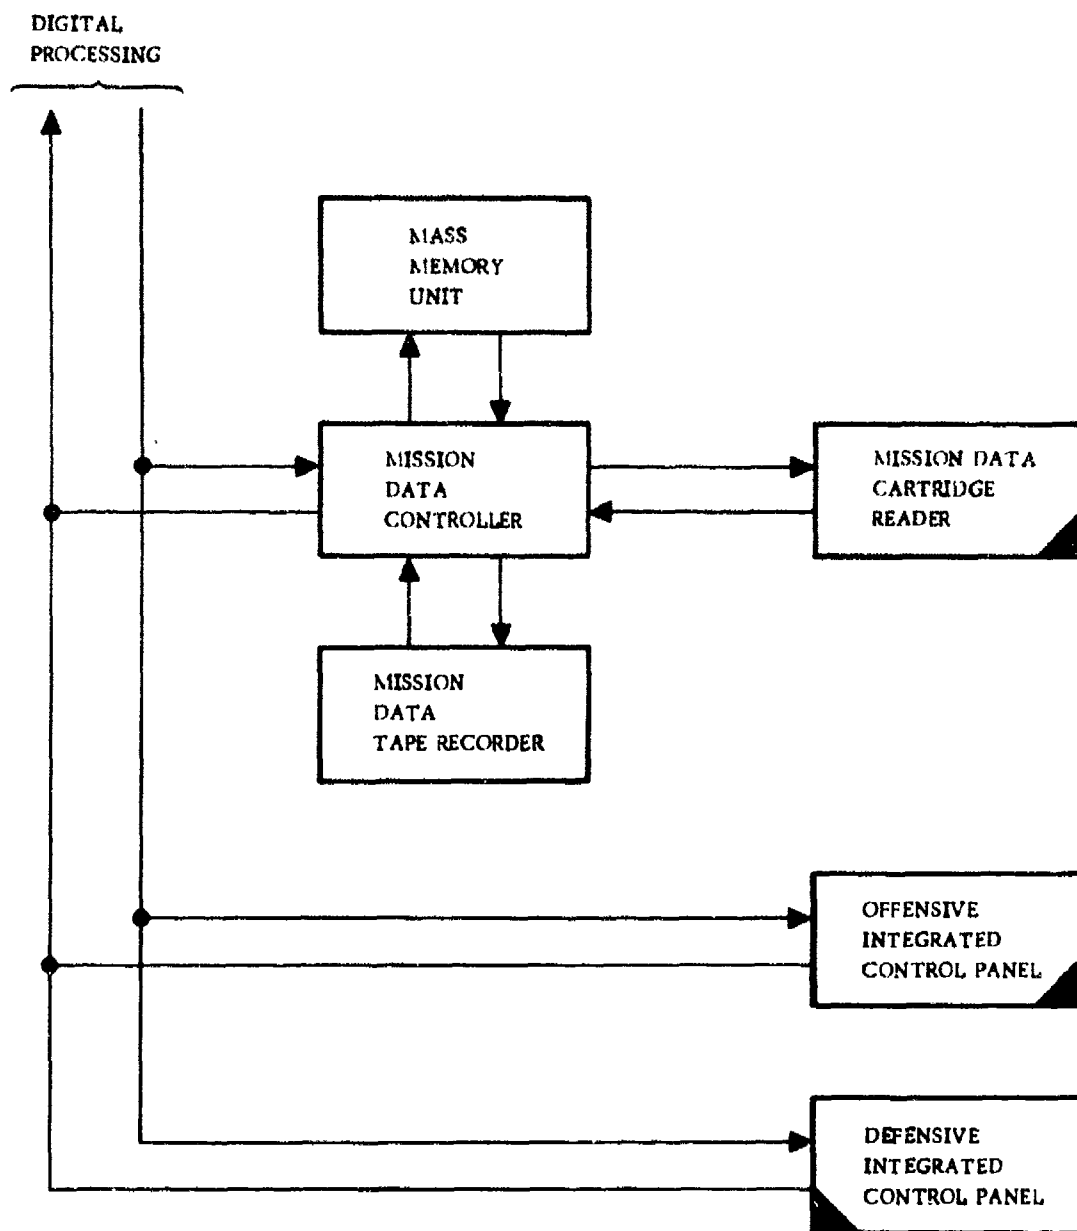 DIGITAL
PROCESSING
MASS
MEMORY
UNIT
MISSION
DATA
CONTROLLER
MISSION DATA
CARTRIDGE
READER
MISSION
DATA
TAPE RECORDER
OFFENSIVE
INTEGRATED
CONTROL PANEL
DEFENSIVE
INTEGRATED
CONTROL PANEL